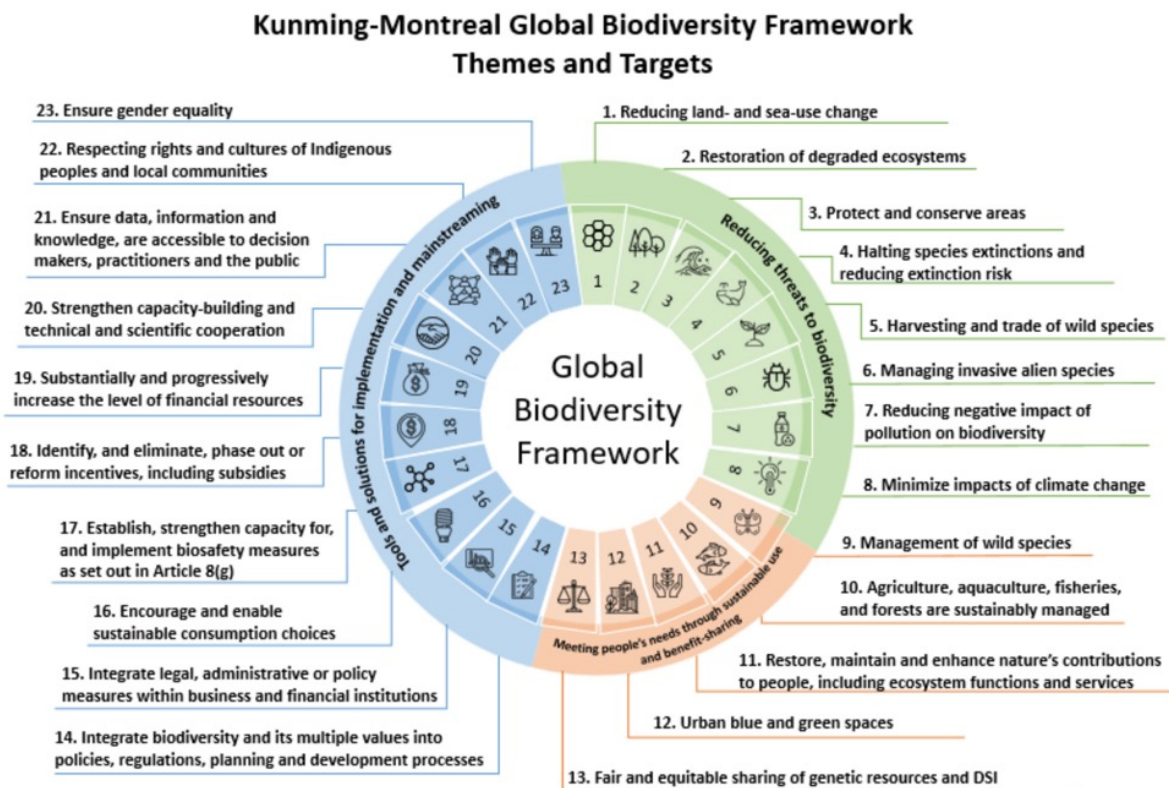 Kunming-Montreal Global Biodiversity Framework
Themes and Targets
23. Ensure gender equality
22. Respecting rights and cultures of Indigenous
peoples and local communities
21. Ensure data, information and
knowledge, are accessible to decision
makers, practitioners and the public
20. Strengthen capacity-building and
technical and scientific cooperation
19. Substantially and progressively
increase the level of financial resources
18. Identify, and eliminate, phase out or
reform incentives, including subsidies
17. Establish, strengthen capacity for,
and implement biosafety measures
as set out in Article 8(g)
16. Encourage and enable
sustainable consumption choices
15. Integrate legal, administrative or policy
measures within business and financial institutions
14. Integrate biodiversity and its multiple values into
policies, regulations, planning and development processes
1. Reducing land- and sea-use change
2. Restoration of degraded ecosystems
3. Protect and conserve areas
4. Halting species extinctions and
reducing extinction risk
5. Harvesting and trade of wild species
6. Managing invasive alien species
7. Reducing negative impact of
pollution on biodiversity
8. Minimize impacts of climate change
9. Management of wild species
10. Agriculture, aquaculture, fisheries,
and forests are sustainably managed
11. Restore, maintain and enhance nature's contributions
to people, including ecosystem functions and services
12. Urban blue and green spaces
13. Fair and equitable sharing of genetic resources and DSI
Tools and solutions for implementation and mainstreaming
Reducing threats to biodiversity
Meeting people's needs through sustainable use
and benefit-sharing
1
2
3
4
5
6
7
8
9
10
11
12
13
14
15
16
17
18
19
20
21
22
23
Global
Biodiversity
Framework